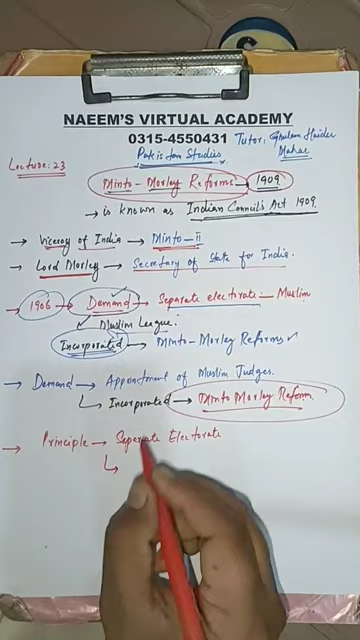 NAEEM'S VIRTUAL ACADEMY
0315-4550431 Tutor: Ghulam Haider
Pakistan Studies Mahar
Lecture: 23
Minto-Morley Reforms - 1909
→ is known as Indian Council's Act 1909
→ Viceroy of India → Minto-ii
→ Lord Morley → Secretary of State for India.
→ 1906 → Demand → Separate electorate - Muslim
Muslim League.
Incorporated → Minto-Morley Reforms ✓
→ Demand → Appointment of Muslim Judges.
↳ Incorporated → Minto Morley Reform
→ Principle → Separate Electorate
↳